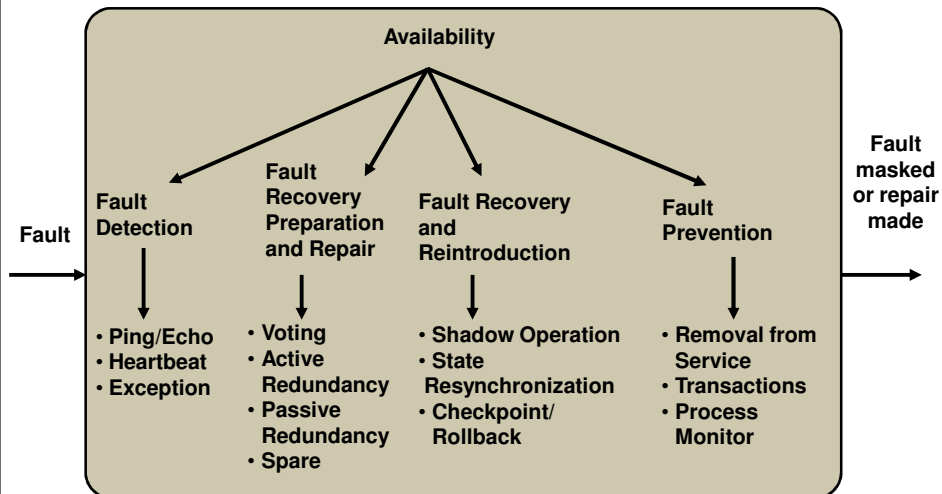 Availability
Fault
Fault
Detection
• Ping/Echo
• Heartbeat
• Exception
Fault
Recovery
Preparation
and Repair
• Voting
• Active
Redundancy
• Passive
Redundancy
• Spare
Fault Recovery
and
Reintroduction
• Shadow Operation
• State
Resynchronization
• Checkpoint/
Rollback
Fault
Prevention
• Removal from
Service
• Transactions
• Process
Monitor
Fault
masked
or repair
made